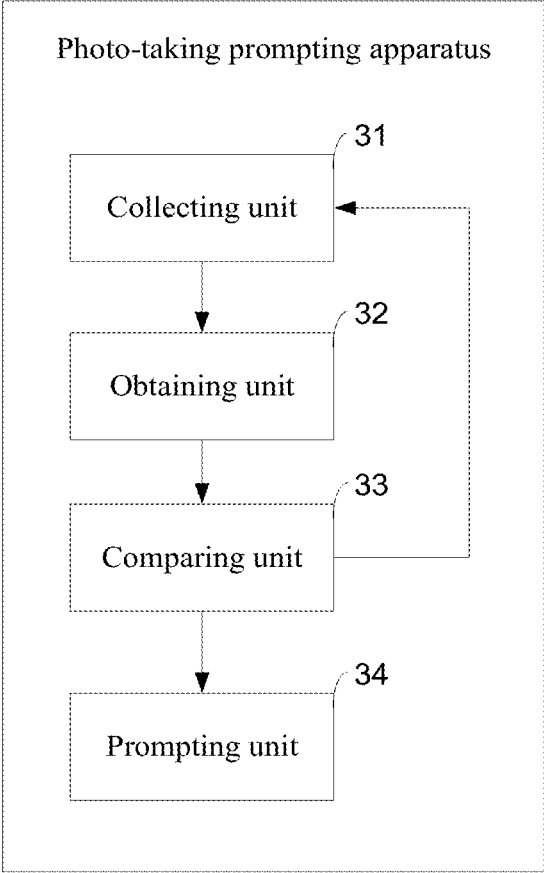 Photo-taking prompting apparatus
31
Collecting unit
32
Obtaining unit
33
Comparing unit
34
Prompting unit